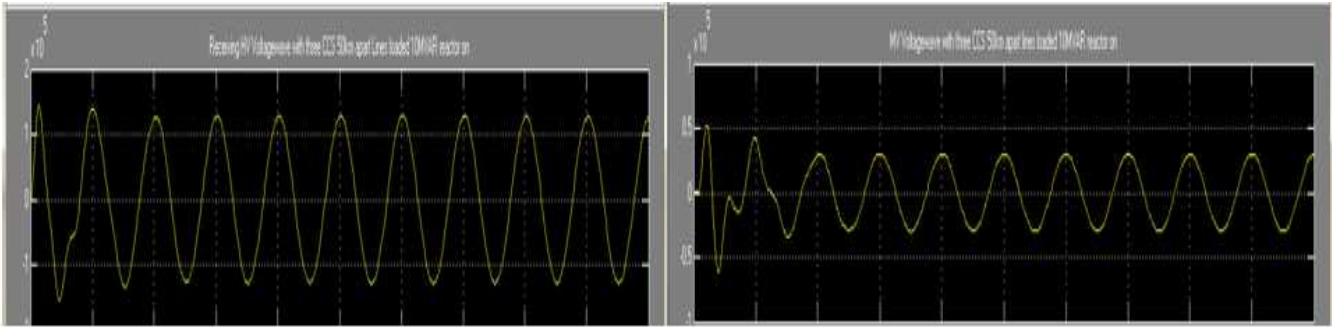 x10 5
Receiving HV Voltagewave with three CCS 50km apart Lines loaded 10MVAR reactor on
2
1
0
-1
x10 5
MV Voltagewave with three CCS 50km apart lines loaded 10MVAR reactor on
1
0.5
0
-0.5
-1